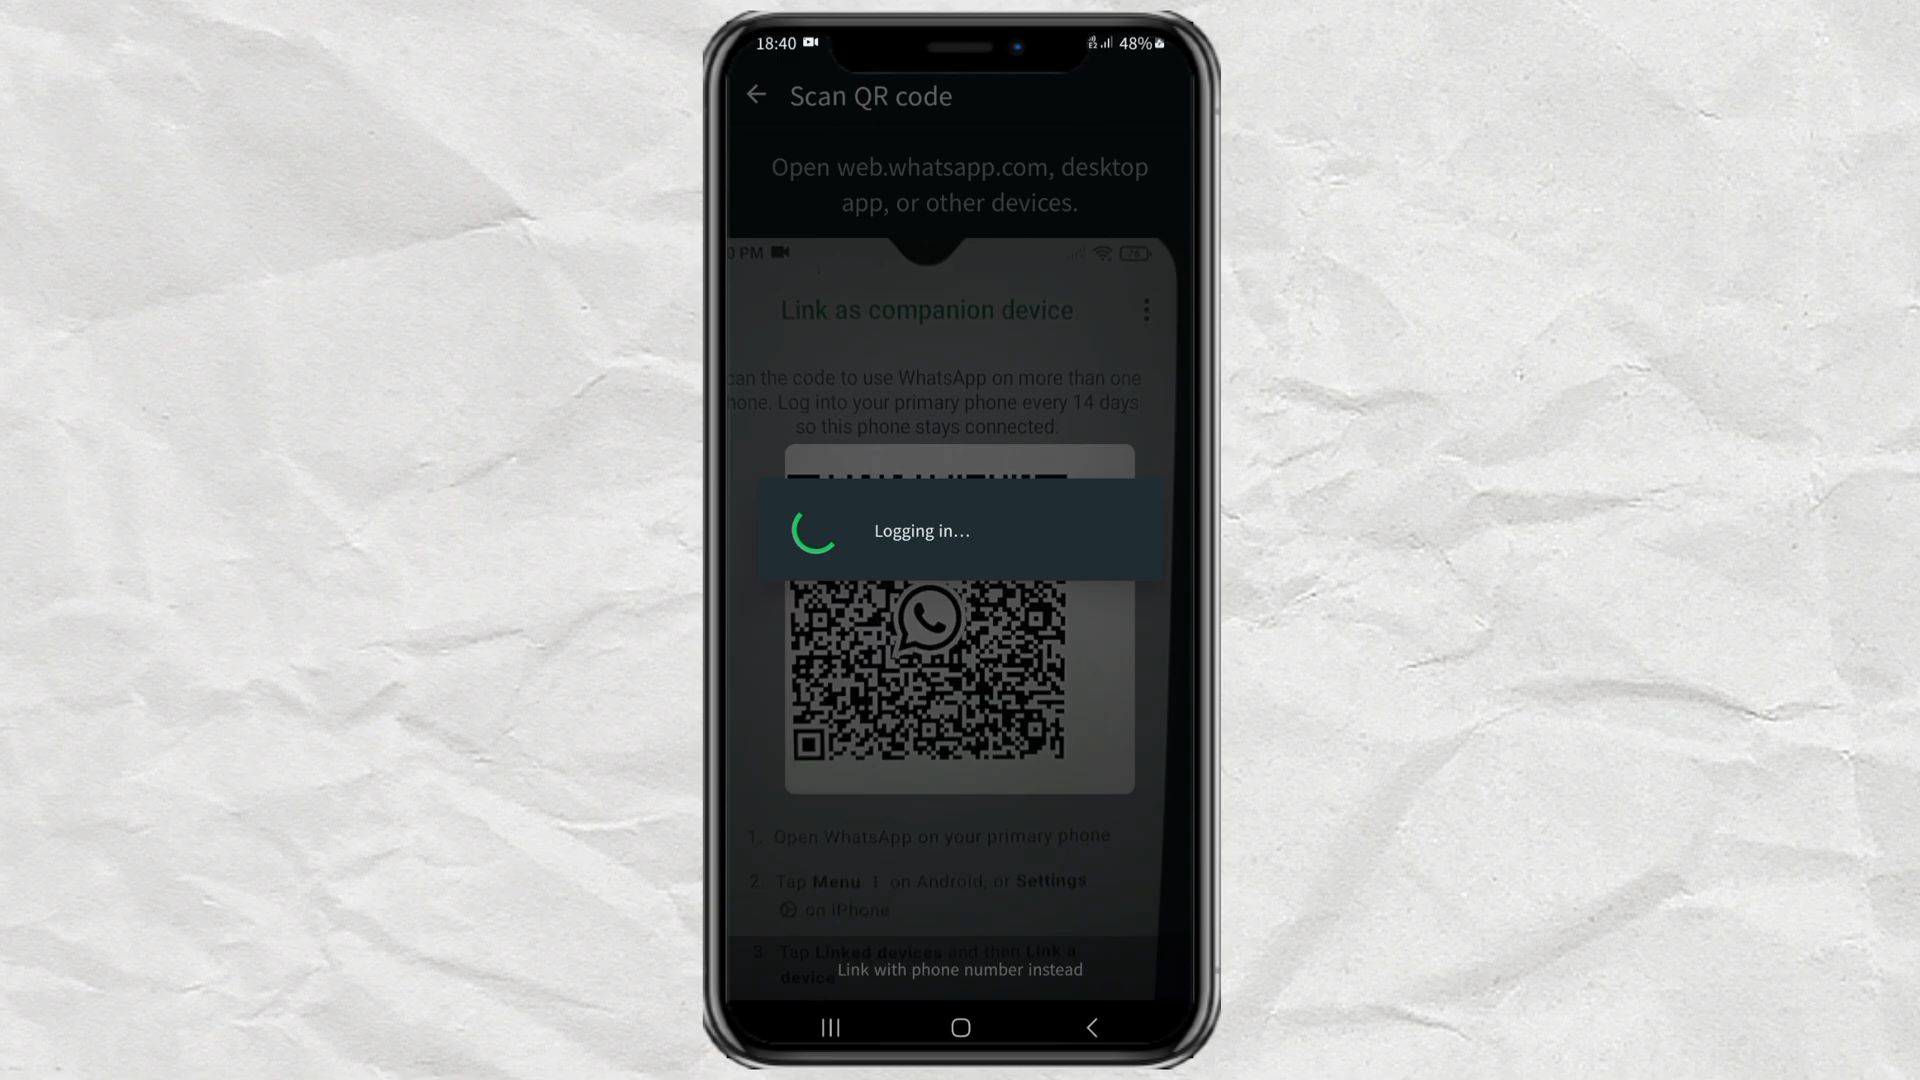 18:40 48%
Scan QR code
Open web.whatsapp.com, desktop
app, or other devices.
0 PM 76
Link as companion device
can the code to use WhatsApp on more than one
hone. Log into your primary phone every 14 days
so this phone stays connected.
Logging in...
1. Open WhatsApp on your primary phone
2. Tap Menu ⋮ on Android, or Settings
on iPhone
3. Tap Linked devices and then Link a
device
Link with phone number instead